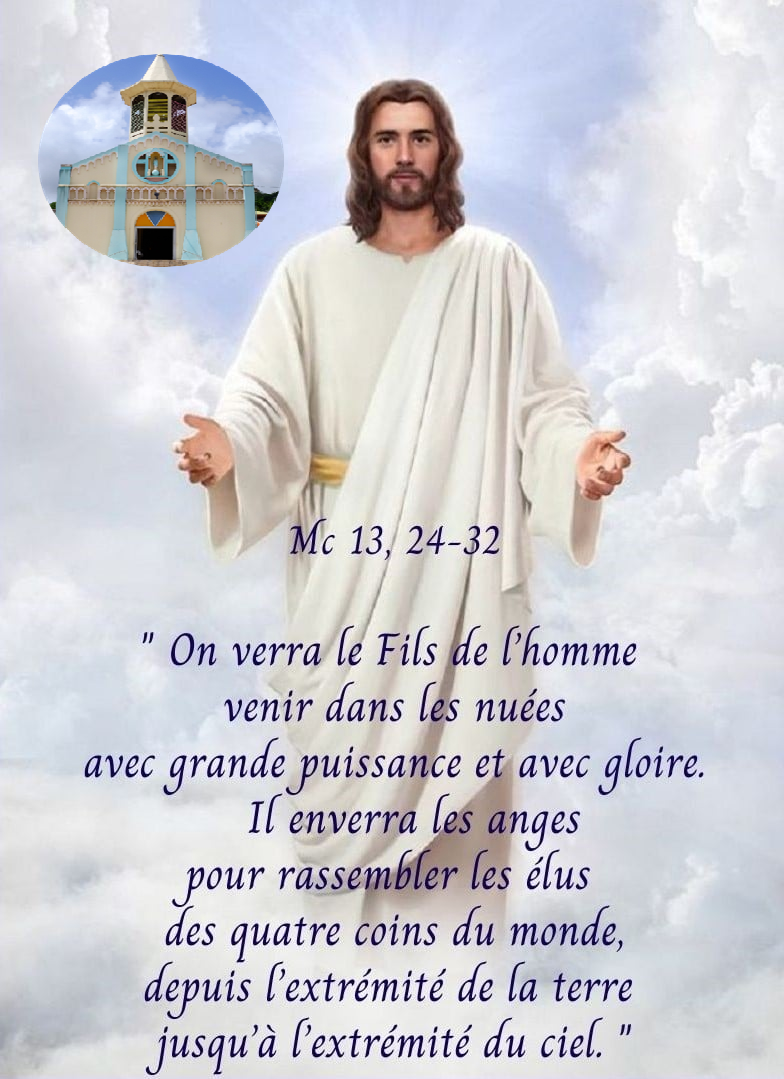 Mc 13, 24-32
" On verra le Fils de l'homme
venir dans les nuées
avec grande puissance et avec gloire.
Il enverra les anges
pour rassembler les élus
des quatre coins du monde,
depuis l'extrémité de la terre
jusqu'à l'extrémité du ciel. "